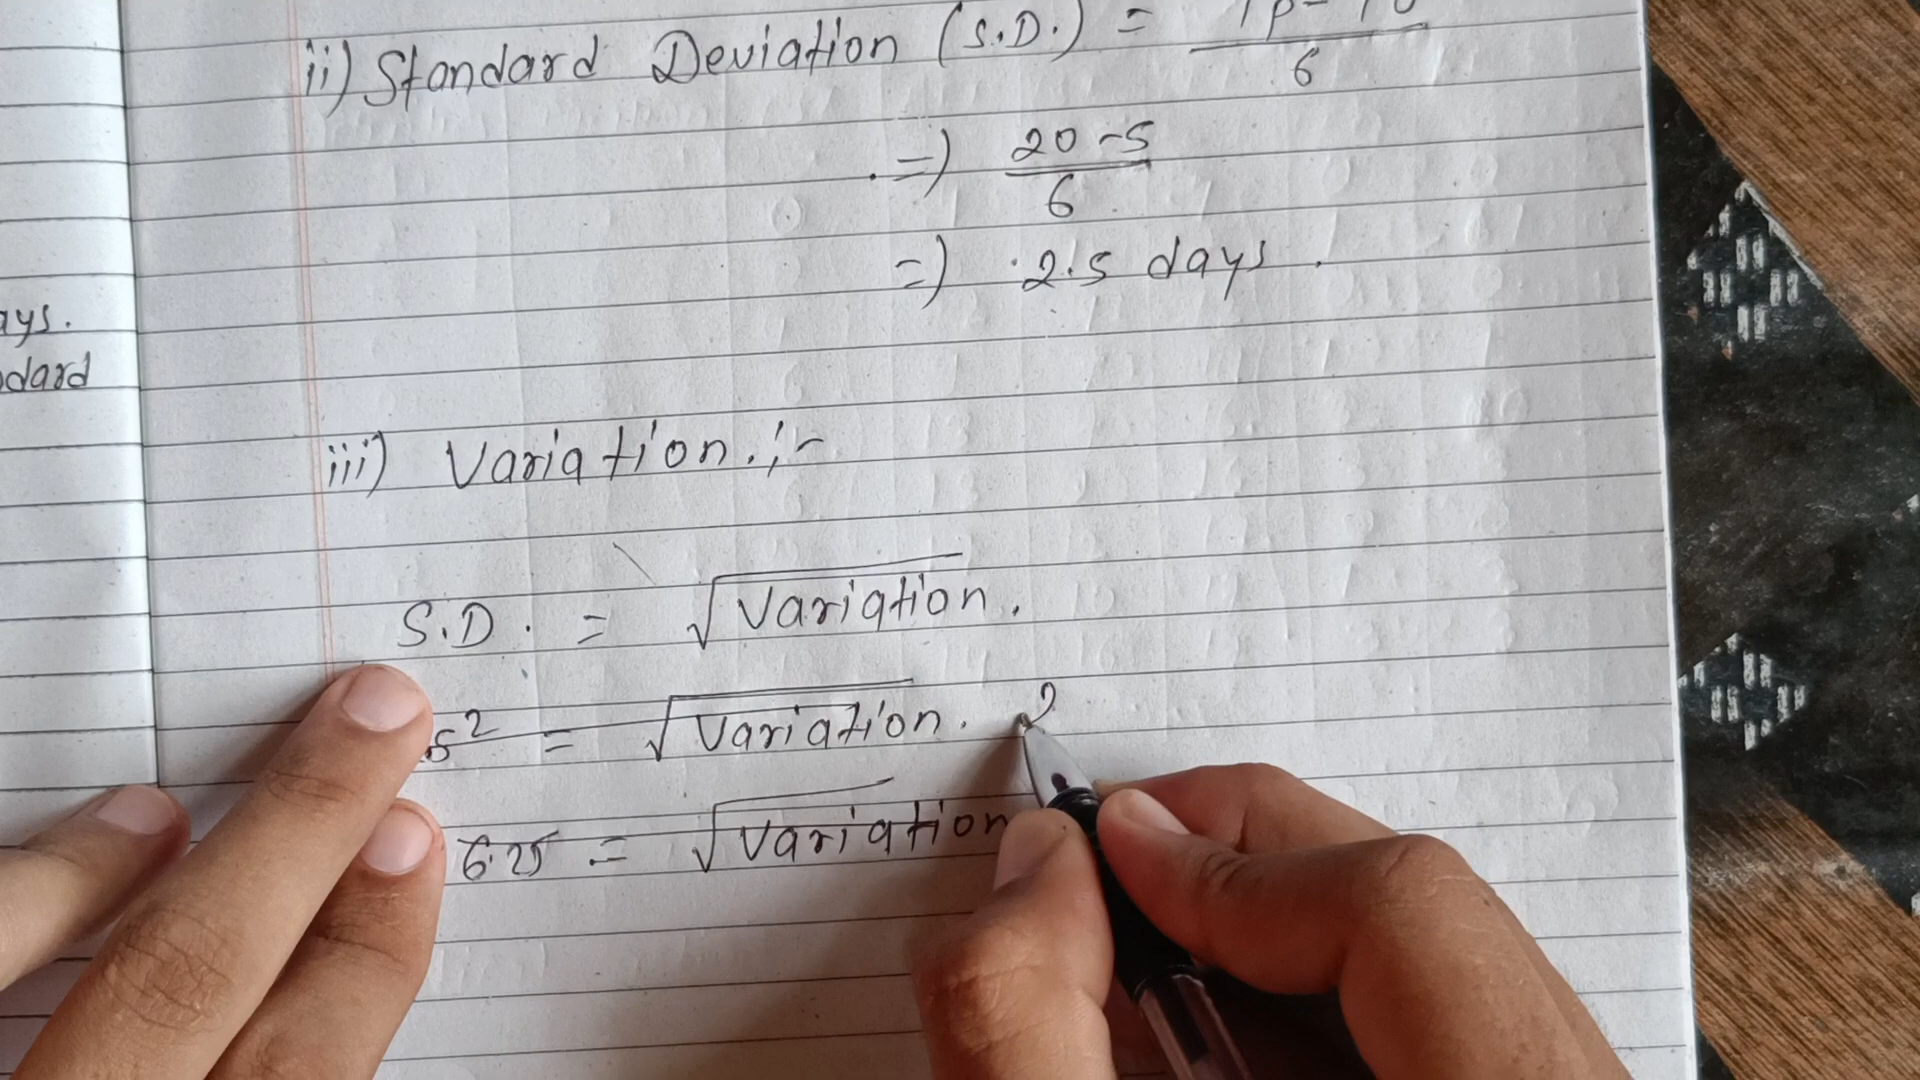 ii) Standard Deviation (S.D.) =
6
=) 20 - 5
6
=) 2.5 days.
ays.
dard
iii) Variation :-
S.D. = √Variation.
5² = √Variation. 2
6.25 = √Variation